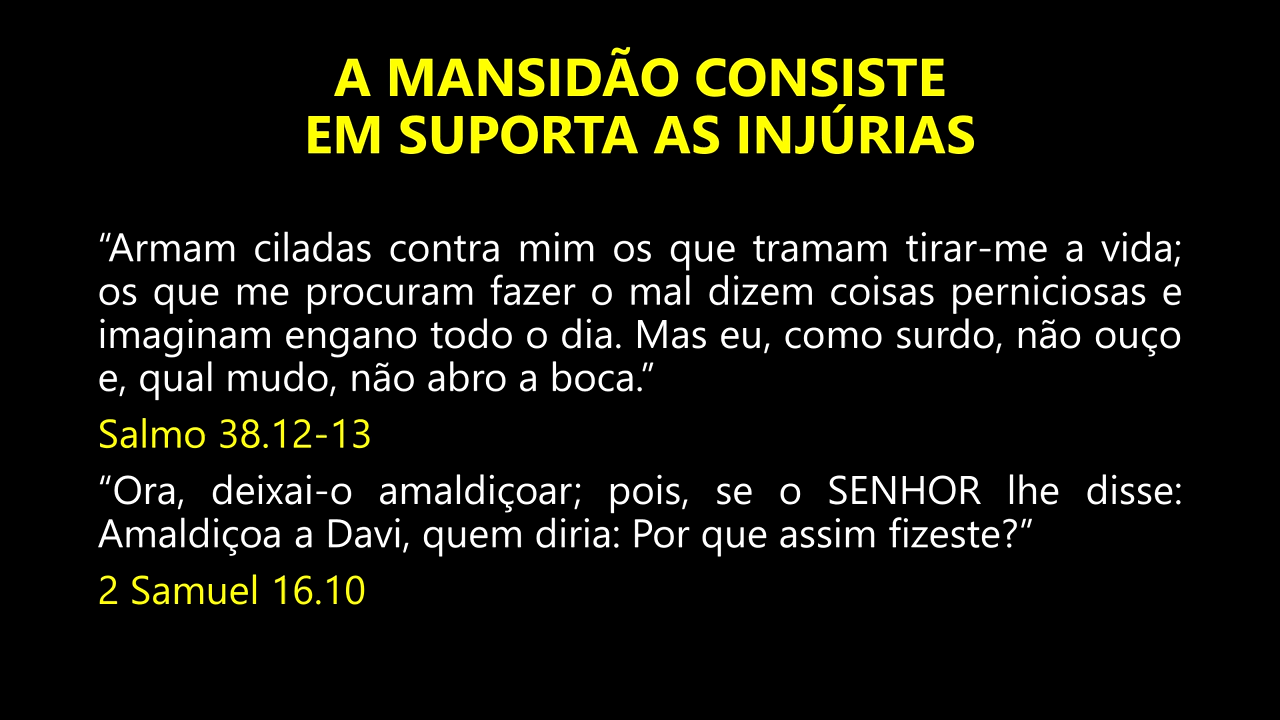 A MANSIDÃO CONSISTE
EM SUPORTA AS INJÚRIAS
“Armam ciladas contra mim os que tramam tirar-me a vida;
os que me procuram fazer o mal dizem coisas perniciosas e
imaginam engano todo o dia. Mas eu, como surdo, não ouço
e, qual mudo, não abro a boca.”
Salmo 38.12-13
“Ora, deixai-o amaldiçoar; pois, se o SENHOR lhe disse:
Amaldiçoa a Davi, quem diria: Por que assim fizeste?”
2 Samuel 16.10